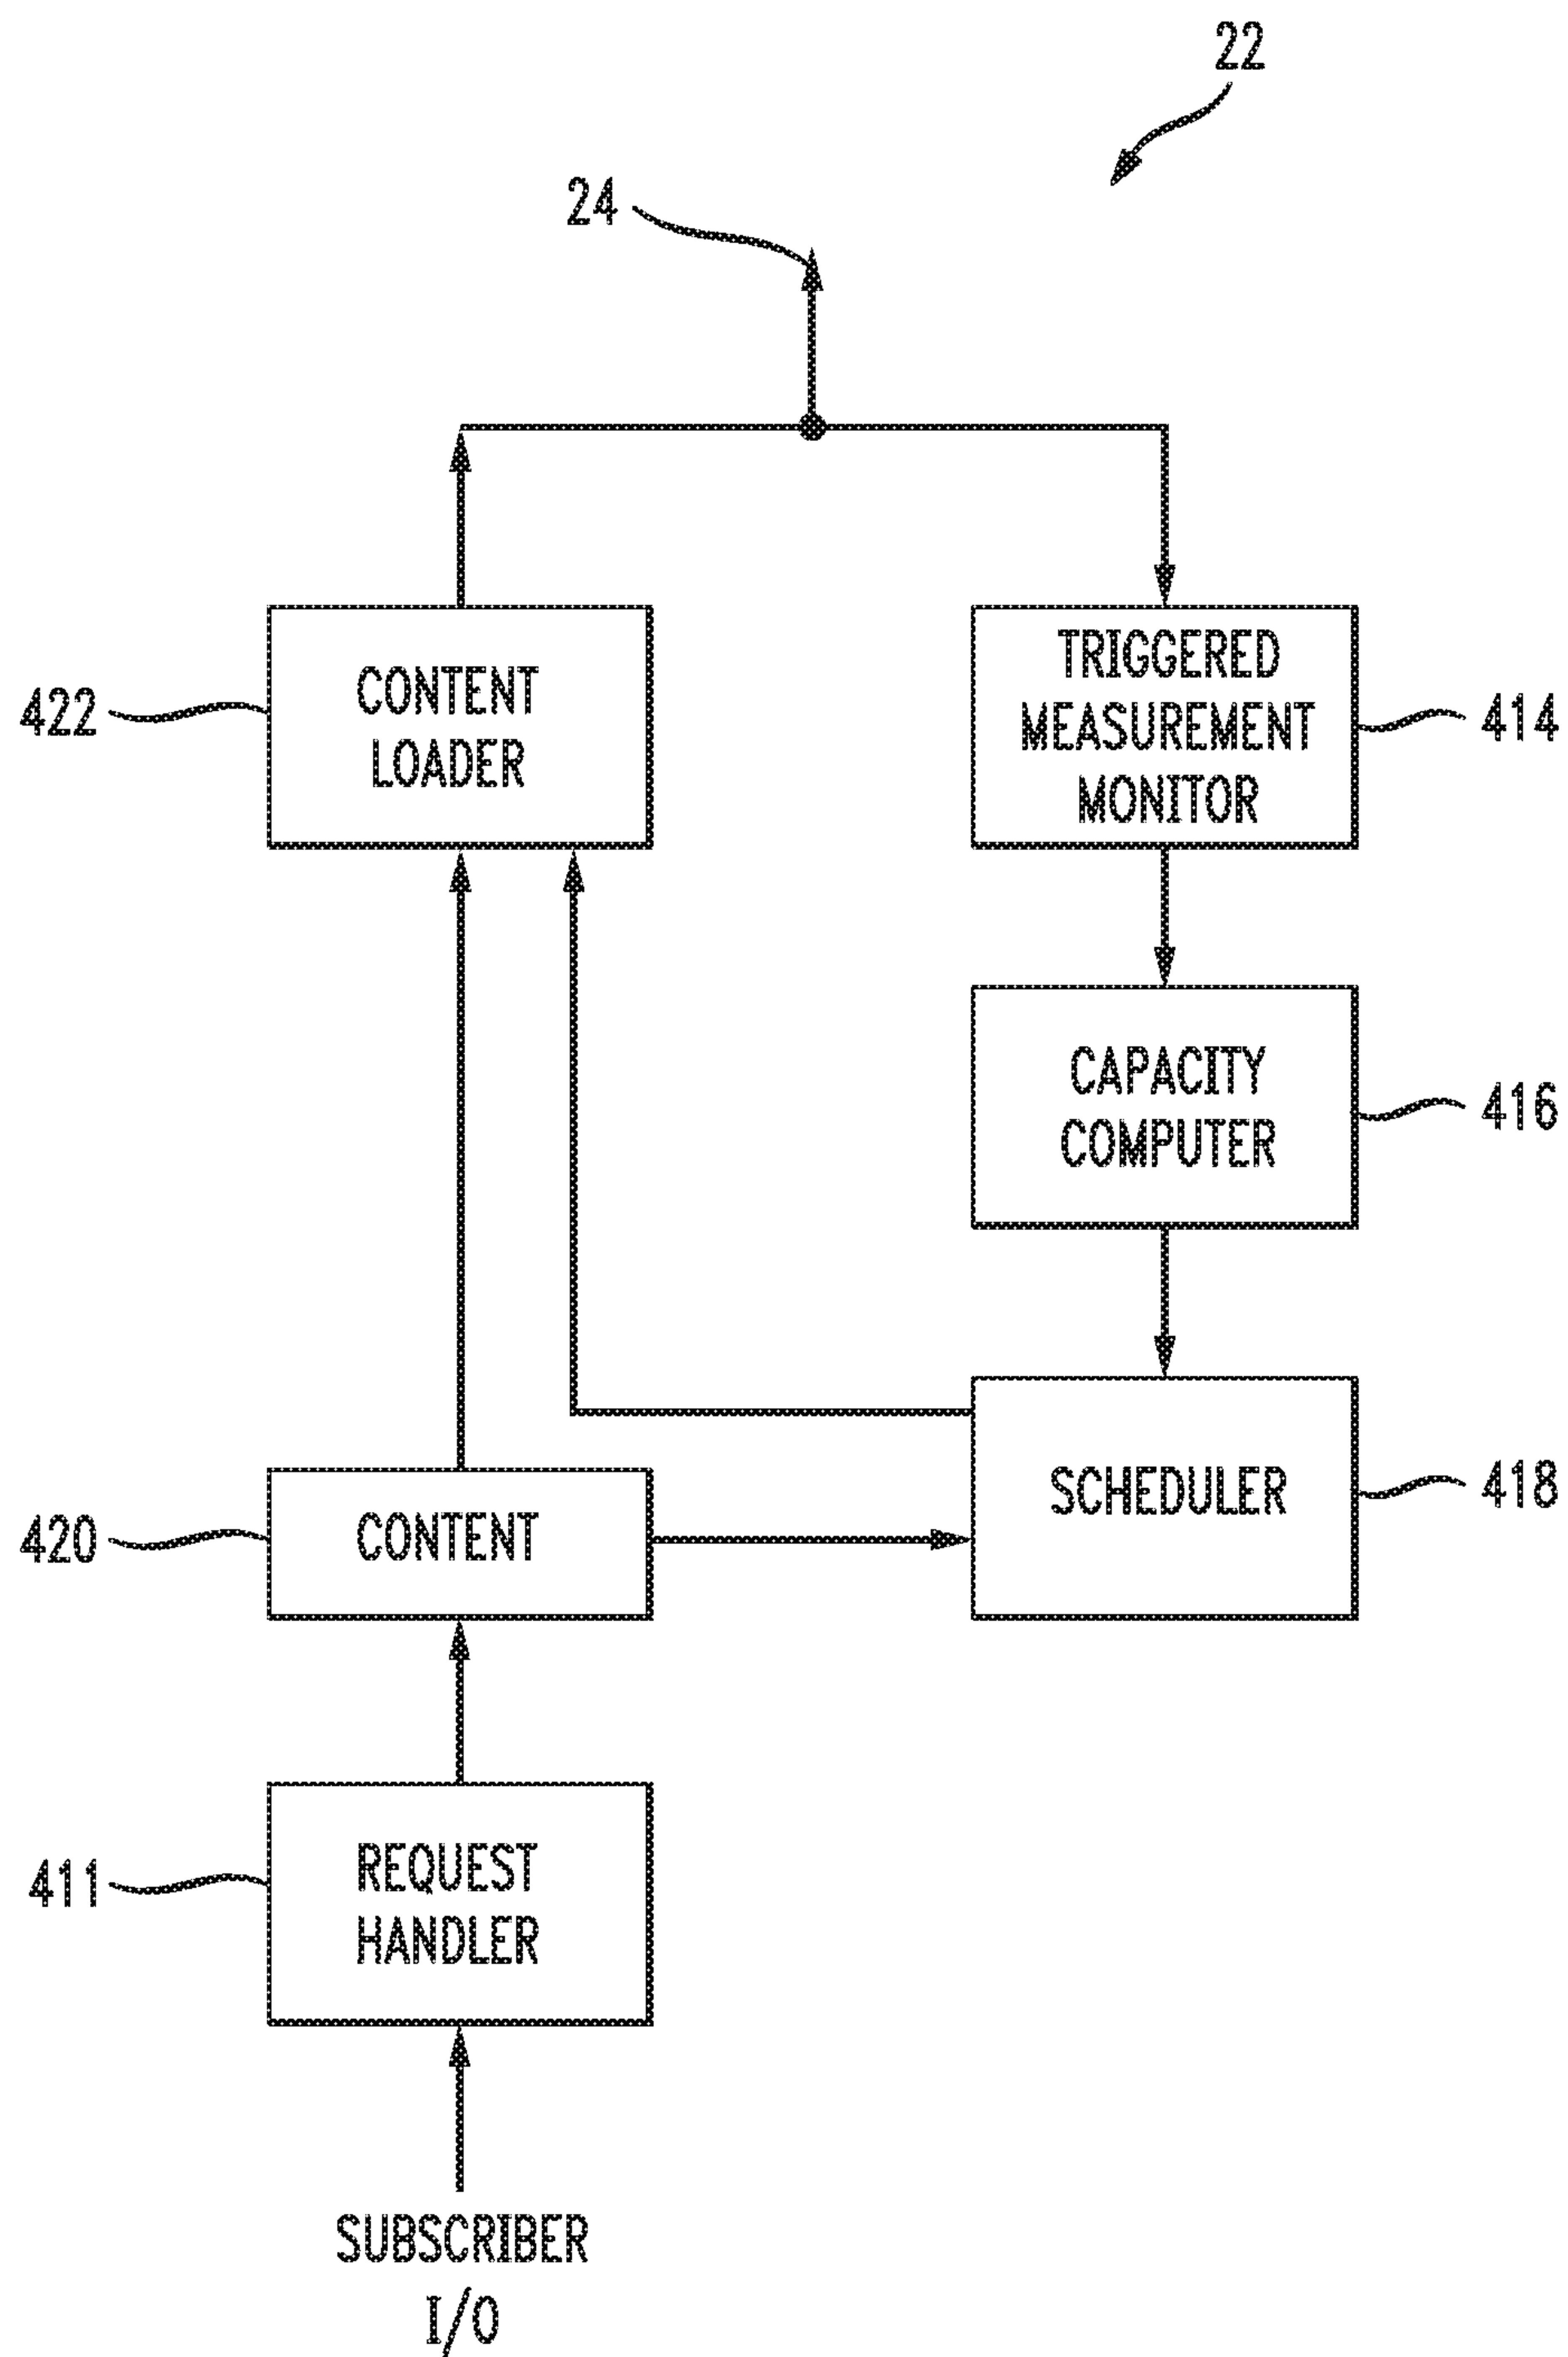 22
24
CONTENT
LOADER
422
TRIGGERED
MEASUREMENT
MONITOR
414
CAPACITY
COMPUTER
416
SCHEDULER
418
CONTENT
420
REQUEST
HANDLER
411
SUBSCRIBER
I/O